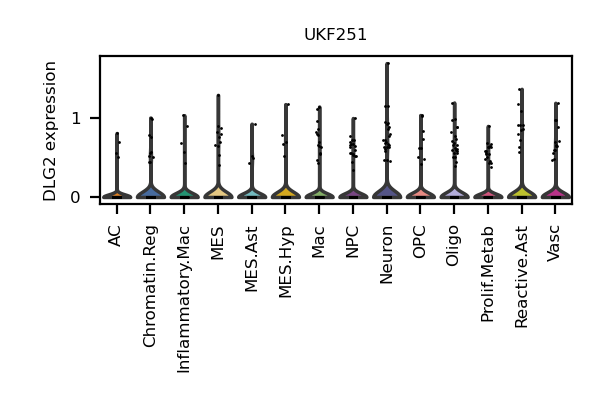 UKF251
DLG2 expression
1
0
AC
Chromatin.Reg
Inflammatory.Mac
MES
MES.Ast
MES.Hyp
Mac
NPC
Neuron
OPC
Oligo
Prolif.Metab
Reactive.Ast
Vasc